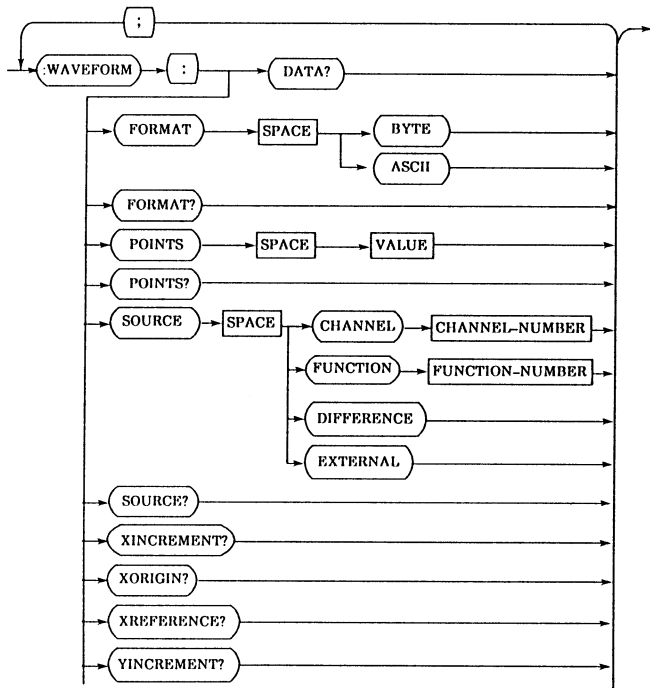 ;
:WAVEFORM : DATA?
FORMAT SPACE BYTE
ASCII
FORMAT?
POINTS SPACE VALUE
POINTS?
SOURCE SPACE CHANNEL CHANNEL-NUMBER
FUNCTION FUNCTION-NUMBER
DIFFERENCE
EXTERNAL
SOURCE?
XINCREMENT?
XORIGIN?
XREFERENCE?
YINCREMENT?